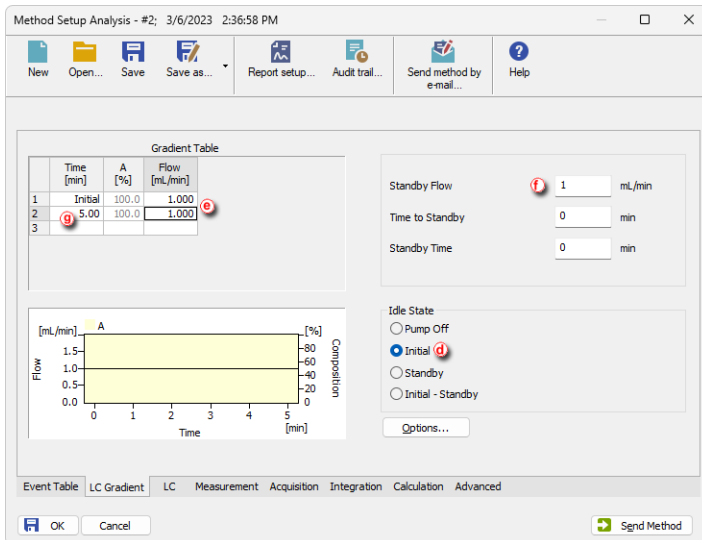 Method Setup Analysis - #2; 3/6/2023 2:36:58 PM
New Open... Save Save as... Report setup... Audit trail... Send method by e-mail... Help
Gradient Table
Time [min] A [%] Flow [mL/min]
1 Initial 100.0 1.000
e
2 g 5.00 100.0 1.000
3
Standby Flow f 1 mL/min
Time to Standby 0 min
Standby Time 0 min
[mL/min] A [%]
1.5
1.0
0.5
0.0
Flow
80
60
40
20
0
Composition
0 1 2 3 4 5
Time [min]
Idle State
Pump Off
Initial d
Standby
Initial - Standby
Options...
Event Table LC Gradient LC Measurement Acquisition Integration Calculation Advanced
OK Cancel Send Method